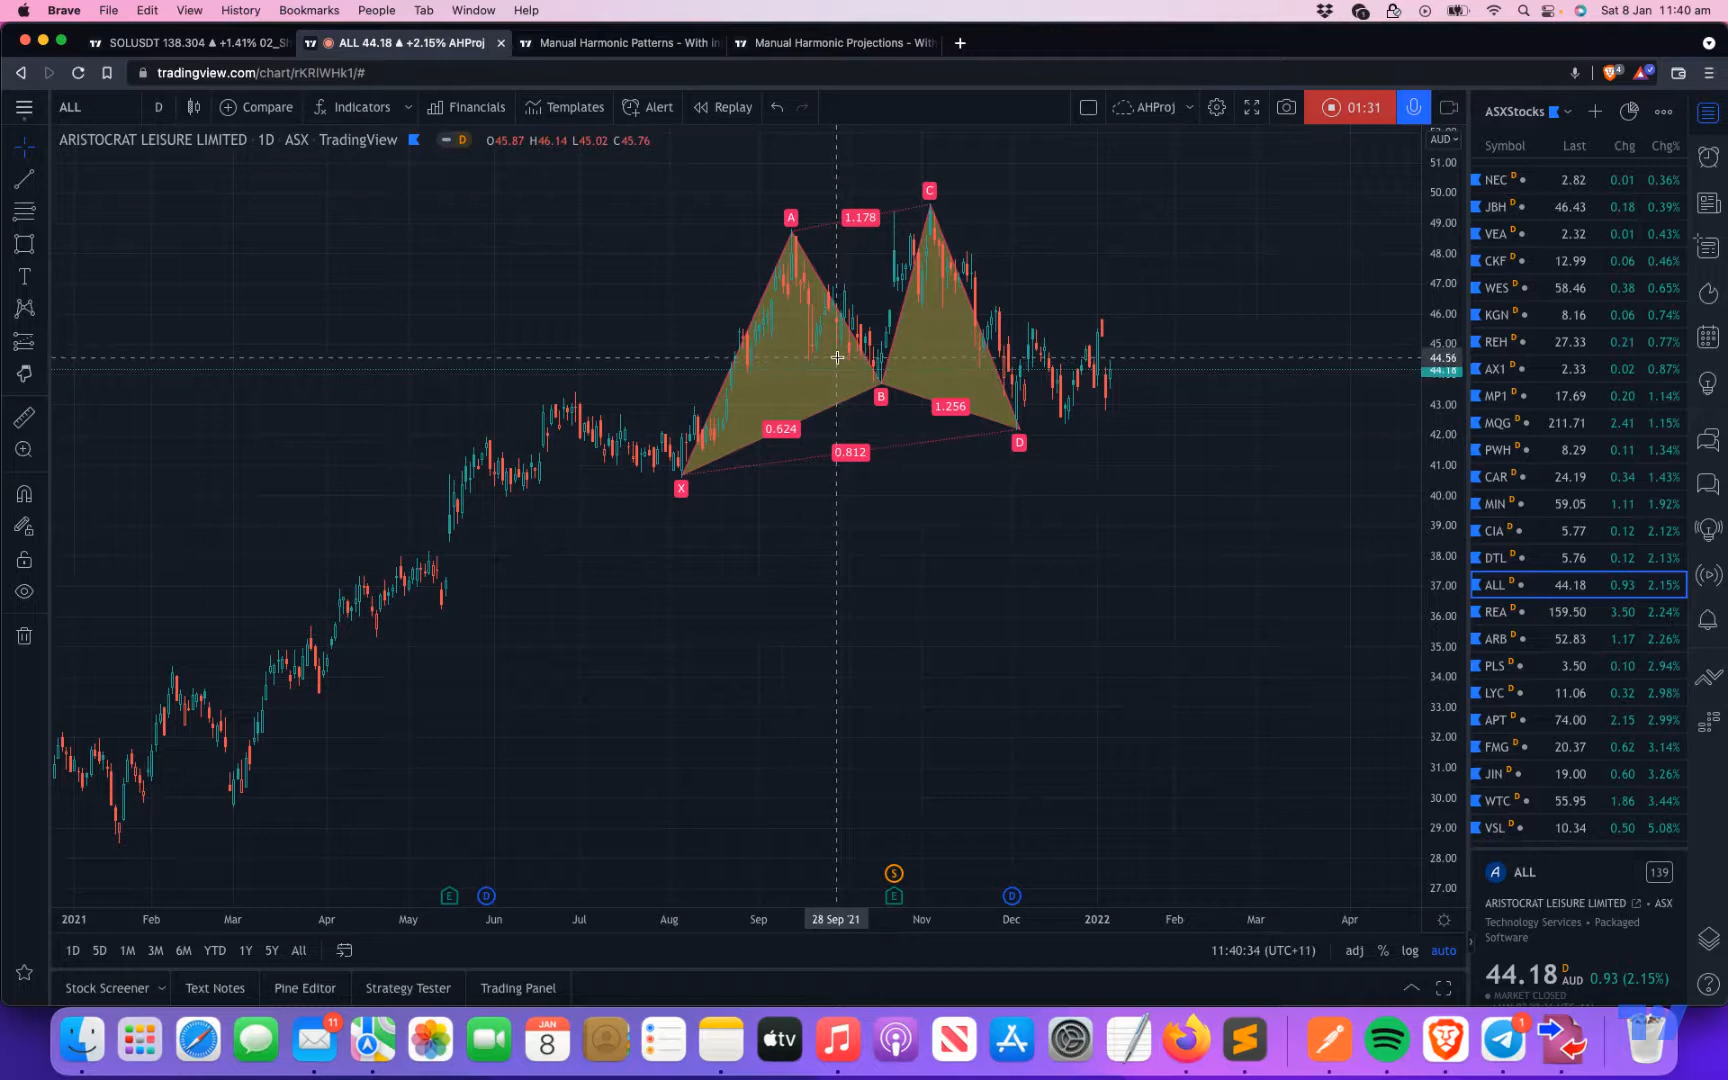 Brave File Edit View History Bookmarks People Tab Window Help Sat 8 Jan 11:40 am
SOLUSDT 138.304 ▲ +1.41% 02_Sh
ALL 44.18 ▲ +2.15% AHProj
Manual Harmonic Patterns - With in
Manual Harmonic Projections - With
tradingview.com/chart/rKRIWHk1/#
ALL D Compare Indicators Financials Templates Alert Replay AHProj 01:31
ARISTOCRAT LEISURE LIMITED · 1D · ASX · TradingView D O45.87 H46.14 L45.02 C45.76
AUD
51.00
50.00
49.00
48.00
47.00
46.00
45.00
44.56
44.18
43.00
42.00
41.00
40.00
39.00
38.00
37.00
36.00
35.00
34.00
33.00
32.00
31.00
30.00
29.00
28.00
27.00
C
A
1.178
B
1.256
0.624
D
0.812
X
S
E D E D
2021 Feb Mar Apr May Jun Jul Aug Sep 28 Sep '21 Nov Dec 2022 Feb Mar Apr
1D 5D 1M 3M 6M YTD 1Y 5Y All 11:40:34 (UTC+11) adj % log auto
Stock Screener Text Notes Pine Editor Strategy Tester Trading Panel
ASXStocks
Symbol Last Chg Chg%
NEC D 2.82 0.01 0.36%
JBH D 46.43 0.18 0.39%
VEA D 2.32 0.01 0.43%
CKF D 12.99 0.06 0.46%
WES D 58.46 0.38 0.65%
KGN D 8.16 0.06 0.74%
REH D 27.33 0.21 0.77%
AX1 D 2.33 0.02 0.87%
MP1 D 17.69 0.20 1.14%
MQG D 211.71 2.41 1.15%
PWH D 8.29 0.11 1.34%
CAR D 24.19 0.34 1.43%
MIN D 59.05 1.11 1.92%
CIA D 5.77 0.12 2.12%
DTL D 5.76 0.12 2.13%
ALL D 44.18 0.93 2.15%
REA D 159.50 3.50 2.24%
ARB D 52.83 1.17 2.26%
PLS D 3.50 0.10 2.94%
LYC D 11.06 0.32 2.98%
APT D 74.00 2.15 2.99%
FMG D 20.37 0.62 3.14%
JIN D 19.00 0.60 3.26%
WTC D 55.95 1.86 3.44%
VSL D 10.34 0.50 5.08%
ALL 139
ARISTOCRAT LEISURE LIMITED · ASX
Technology Services • Packaged
Software
44.18 D AUD 0.93 (2.15%)
MARKET CLOSED
11
JAN
8
tv
1